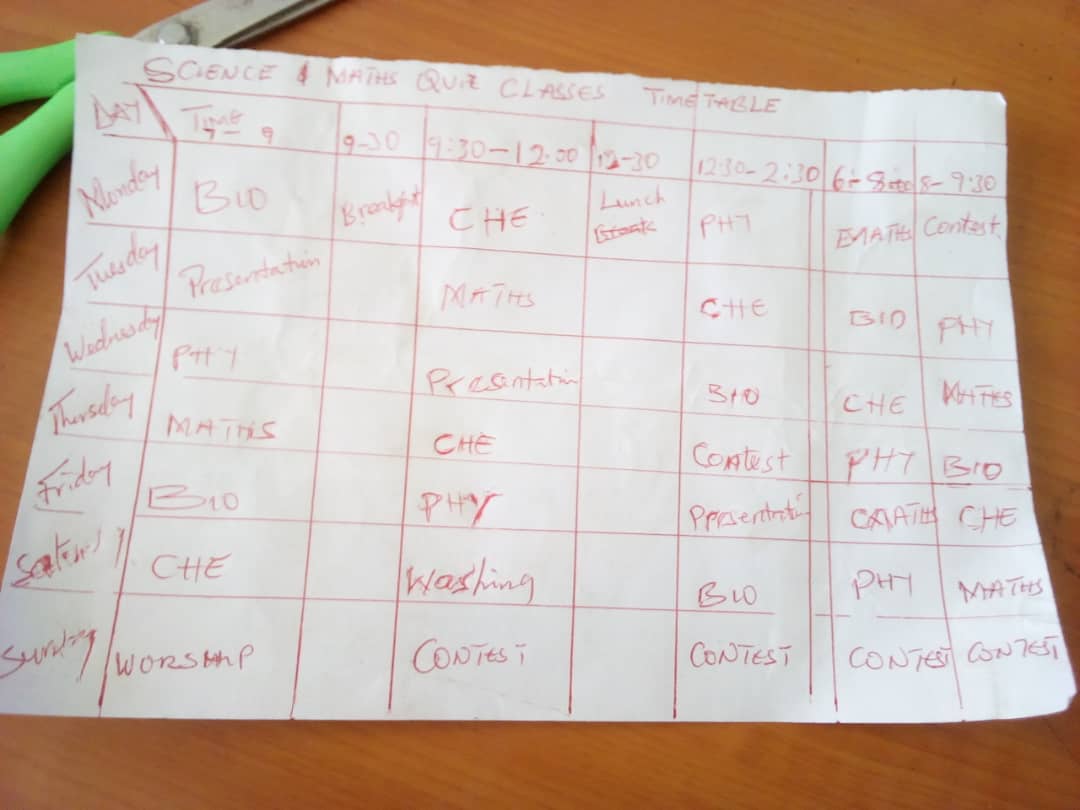 SCIENCE & MATHS QUIZ CLASSES TIME TABLE
DAY Time 7-9 9-30 9:30-12.00 12-30 12:30-2:30 6- 8 8-9:30
Monday BIO Breakfast CHE Lunch PHY MATHS Contest
Tuesday Presentation MATHS CHE BIO PHY
Wednesday PHY Presentation BIO CHE MATHS
Thursday MATHS CHE Contest PHY BIO
Friday BIO PHY Presentation MATHS CHE
CHE Washing BIO PHY MATHS
Sunday WORSHIP CONTEST CONTEST CONTEST CONTEST